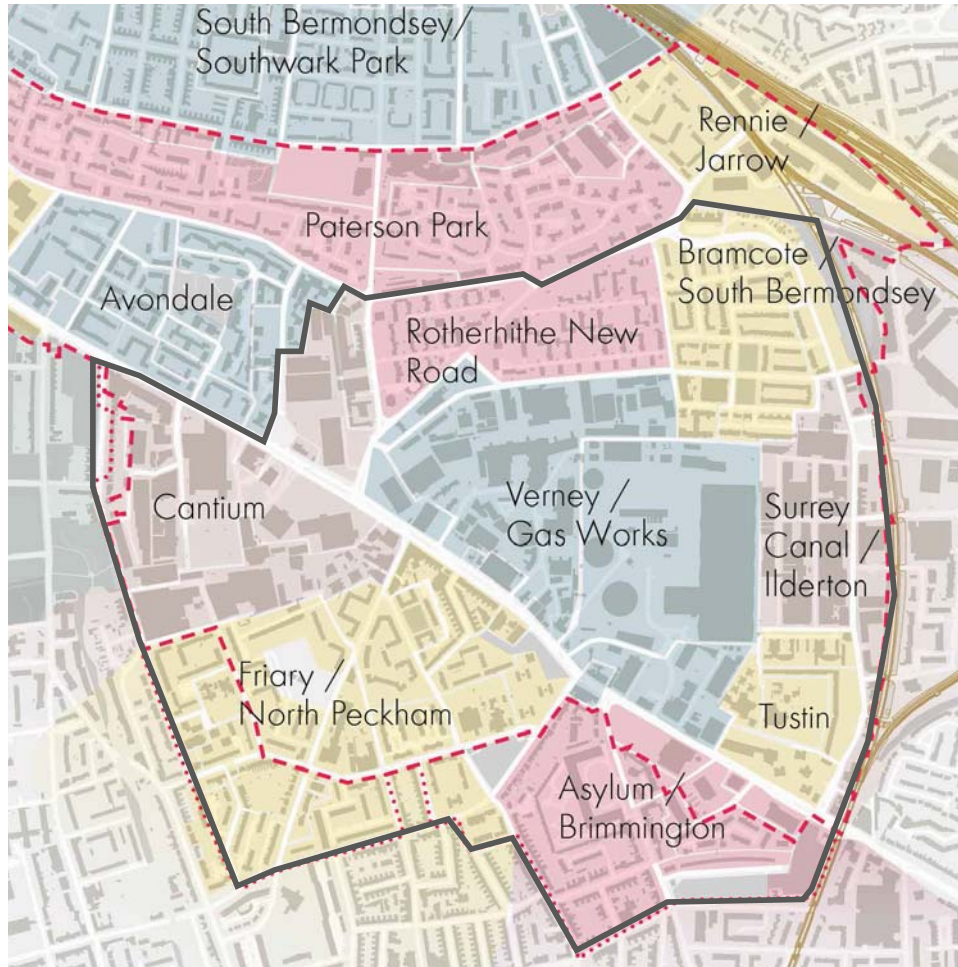 South Bermondsey/
Southwark Park
Rennie /
Jarrow
Paterson Park
Bramcote /
South Bermondsey
Avondale
Rotherhithe New
Road
Cantium
Verney /
Gas Works
Surrey
Canal /
Ilderton
Friary /
North Peckham
Tustin
Asylum /
Brimmington